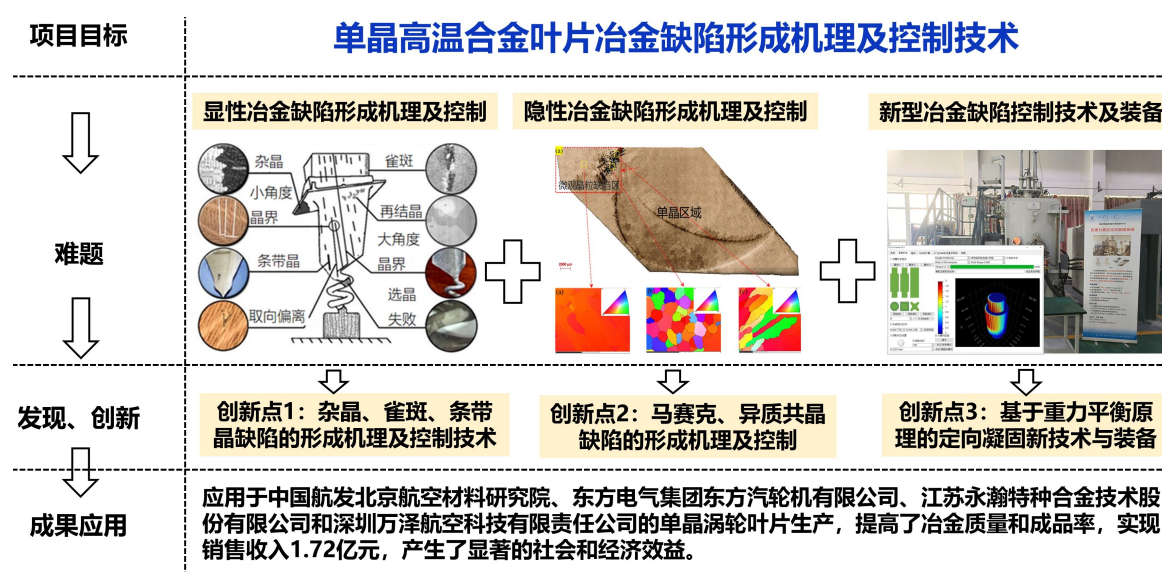 项目目标
单晶高温合金叶片冶金缺陷形成机理及控制技术
难题
显性冶金缺陷形成机理及控制
隐性冶金缺陷形成机理及控制
新型冶金缺陷控制技术及装备
杂晶
雀斑
小角度
晶界
再结晶
大角度
晶界
条带晶
选晶
失败
取向偏离
单晶区域
发现、创新
创新点1：杂晶、雀斑、条带
晶缺陷的形成机理及控制技术
创新点2：马赛克、异质共晶
缺陷的形成机理及控制
创新点3：基于重力平衡原
理的定向凝固新技术与装备
成果应用
应用于中国航发北京航空材料研究院、东方电气集团东方汽轮机有限公司、江苏永瀚特种合金技术股
份有限公司和深圳万泽航空科技有限责任公司的单晶涡轮叶片生产，提高了冶金质量和成品率，实现
销售收入1.72亿元，产生了显著的社会和经济效益。